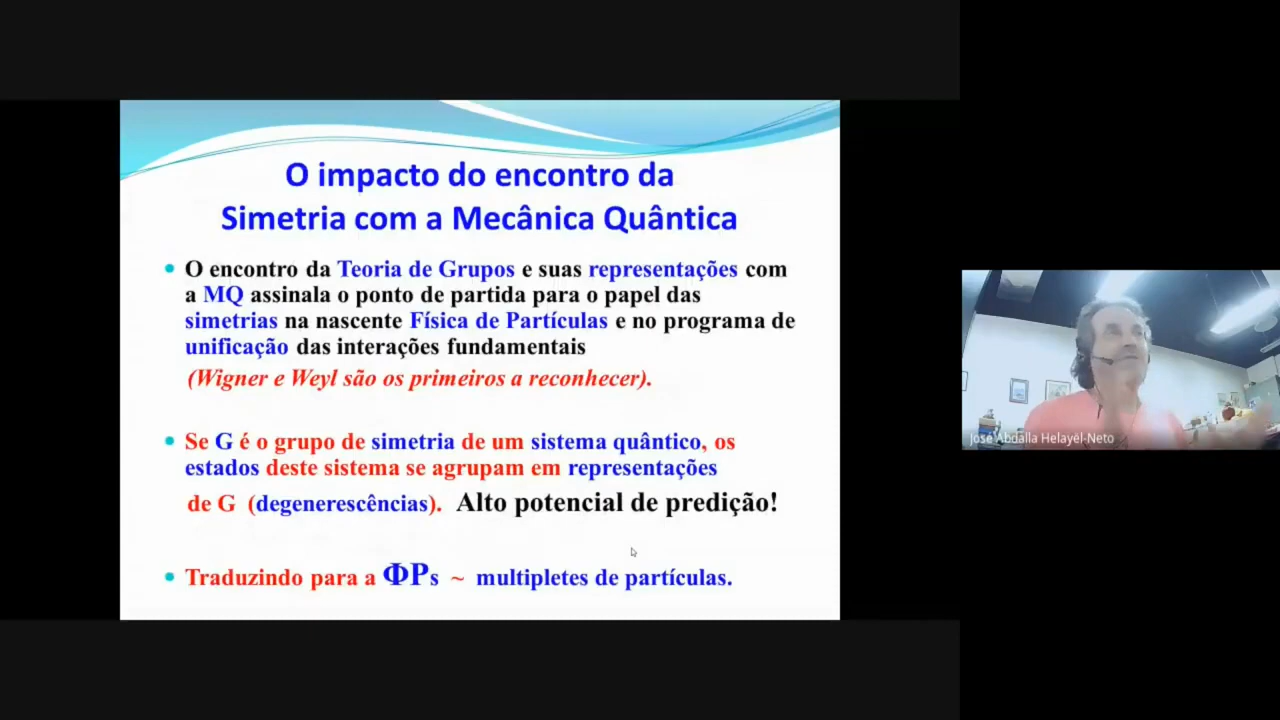 O impacto do encontro da
Simetria com a Mecânica Quântica
O encontro da Teoria de Grupos e suas representações com
a MQ assinala o ponto de partida para o papel das
simetrias na nascente Física de Partículas e no programa de
unificação das interações fundamentais
(Wigner e Weyl são os primeiros a reconhecer).
Se G é o grupo de simetria de um sistema quântico, os
estados deste sistema se agrupam em representações
de G (degenerescências). Alto potencial de predição!
Traduzindo para a ΦPs ~ multipletes de partículas.
José Abdalla Helayël-Neto